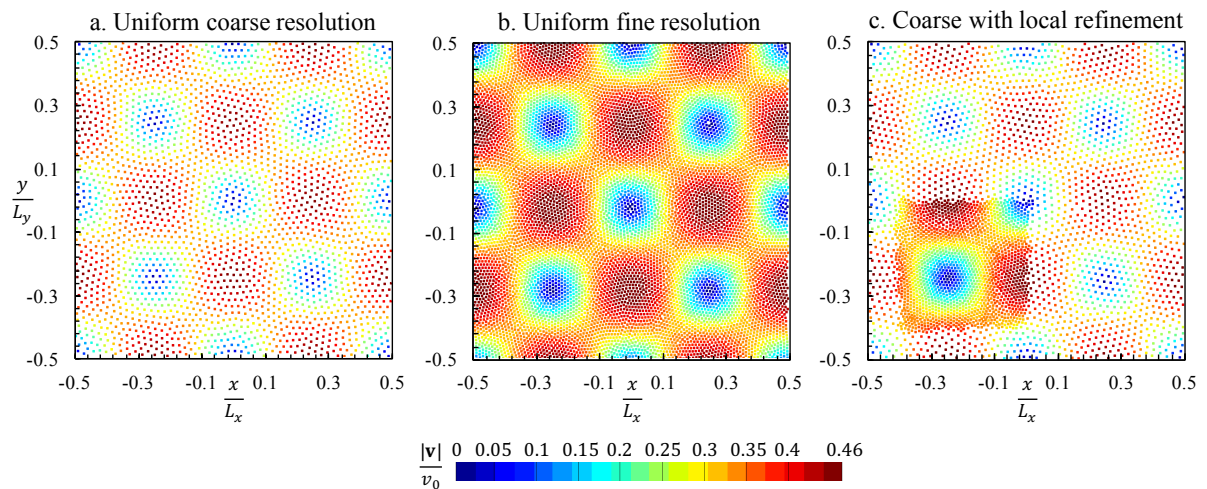 a. Uniform coarse resolution
b. Uniform fine resolution
c. Coarse with local refinement
0.5
0.3
0.1
-0.1
-0.3
-0.5
y
L_y
-0.5 -0.3 -0.1 0.1 0.3 0.5
x
L_x
0.5
0.3
0.1
-0.1
-0.3
-0.5
-0.5 -0.3 -0.1 0.1 0.3 0.5
x
L_x
0.5
0.3
0.1
-0.1
-0.3
-0.5
-0.5 -0.3 -0.1 0.1 0.3 0.5
x
L_x
|v|
v_0
0 0.05 0.1 0.15 0.2 0.25 0.3 0.35 0.4 0.46